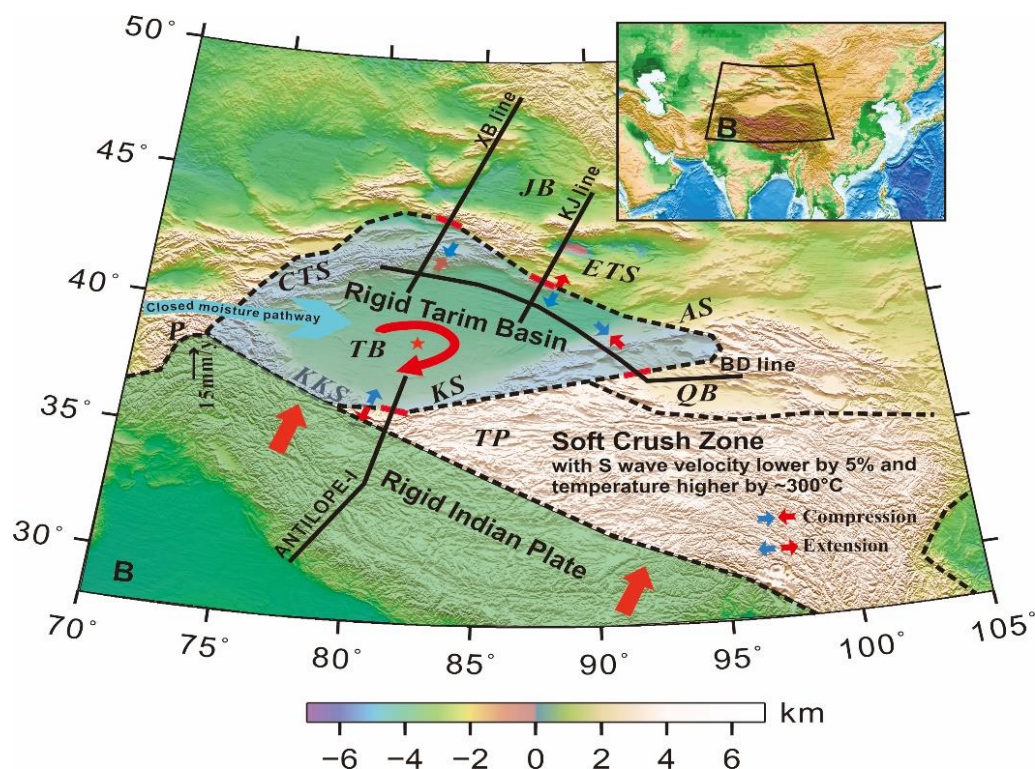 50°
45°
40°
35°
30°
70°
75°
80°
85°
90°
95°
100°
105°
B
XB line
JB
KJ line
ETS
CTS
AS
Closed moisture pathway
Rigid Tarim Basin
P
TB
BD line
15mm/y
KKS
KS
QB
TP
Soft Crush Zone
with S wave velocity lower by 5% and
temperature higher by ~300°C
Compression
Extension
Rigid Indian Plate
ANTILOPE-I
B
km
−6 −4 −2 0 2 4 6